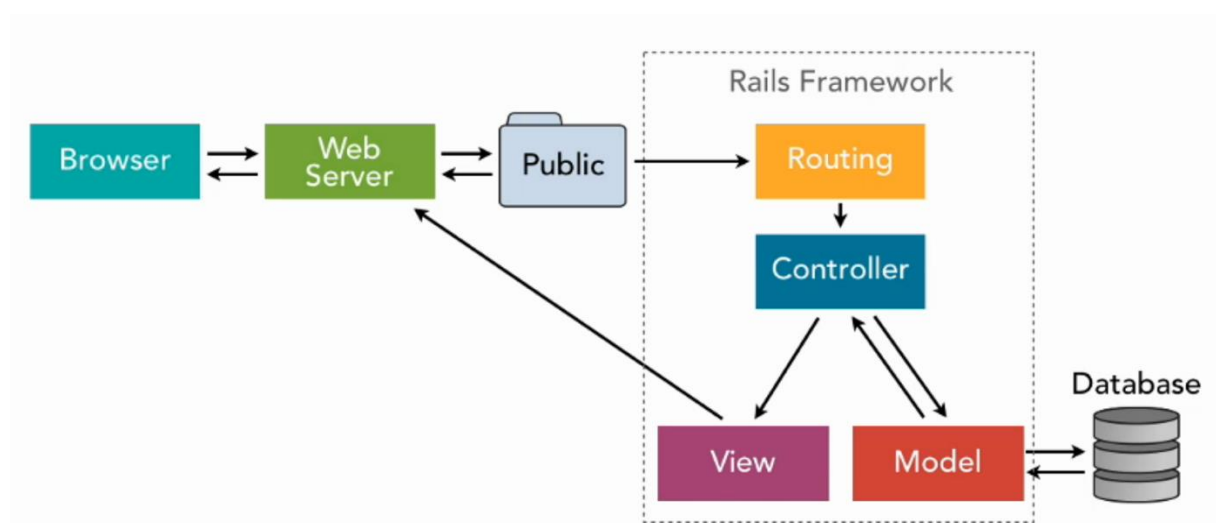 Rails Framework
Browser
Web
Server
Public
Routing
Controller
Database
View
Model